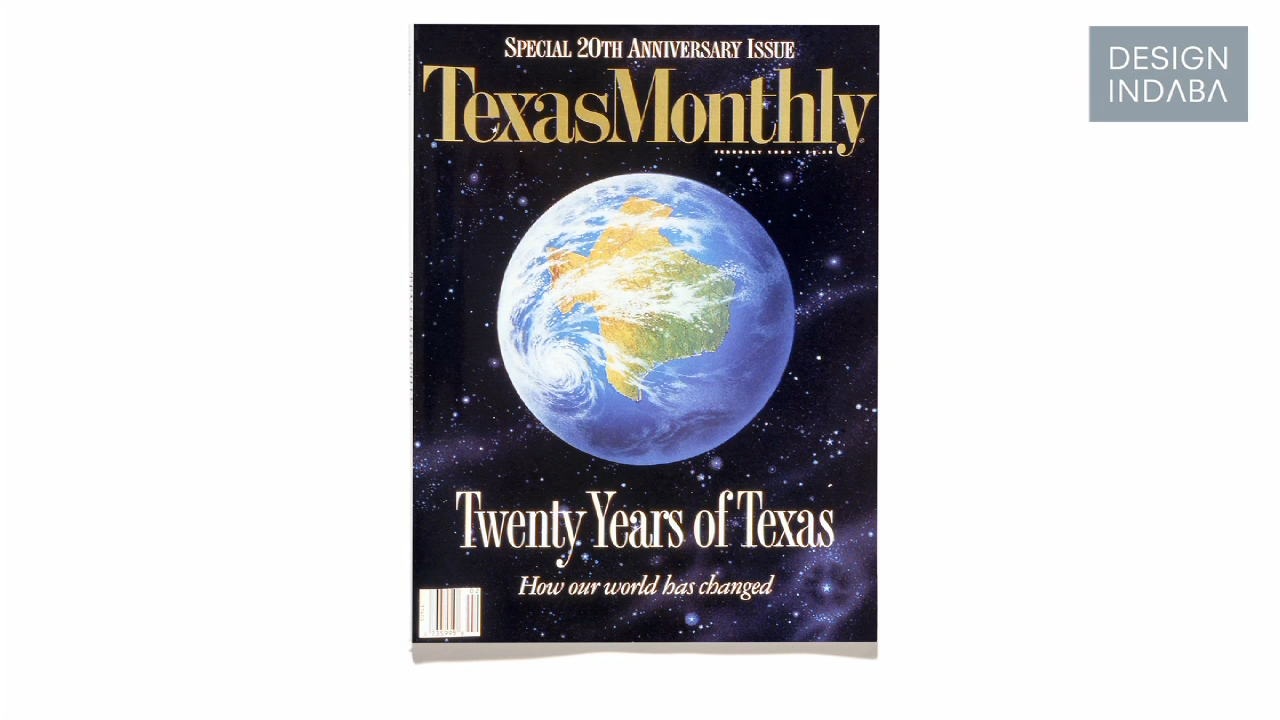 SPECIAL 20TH ANNIVERSARY ISSUE
TexasMonthly
Twenty Years of Texas
How our world has changed
DESIGN
INDABA